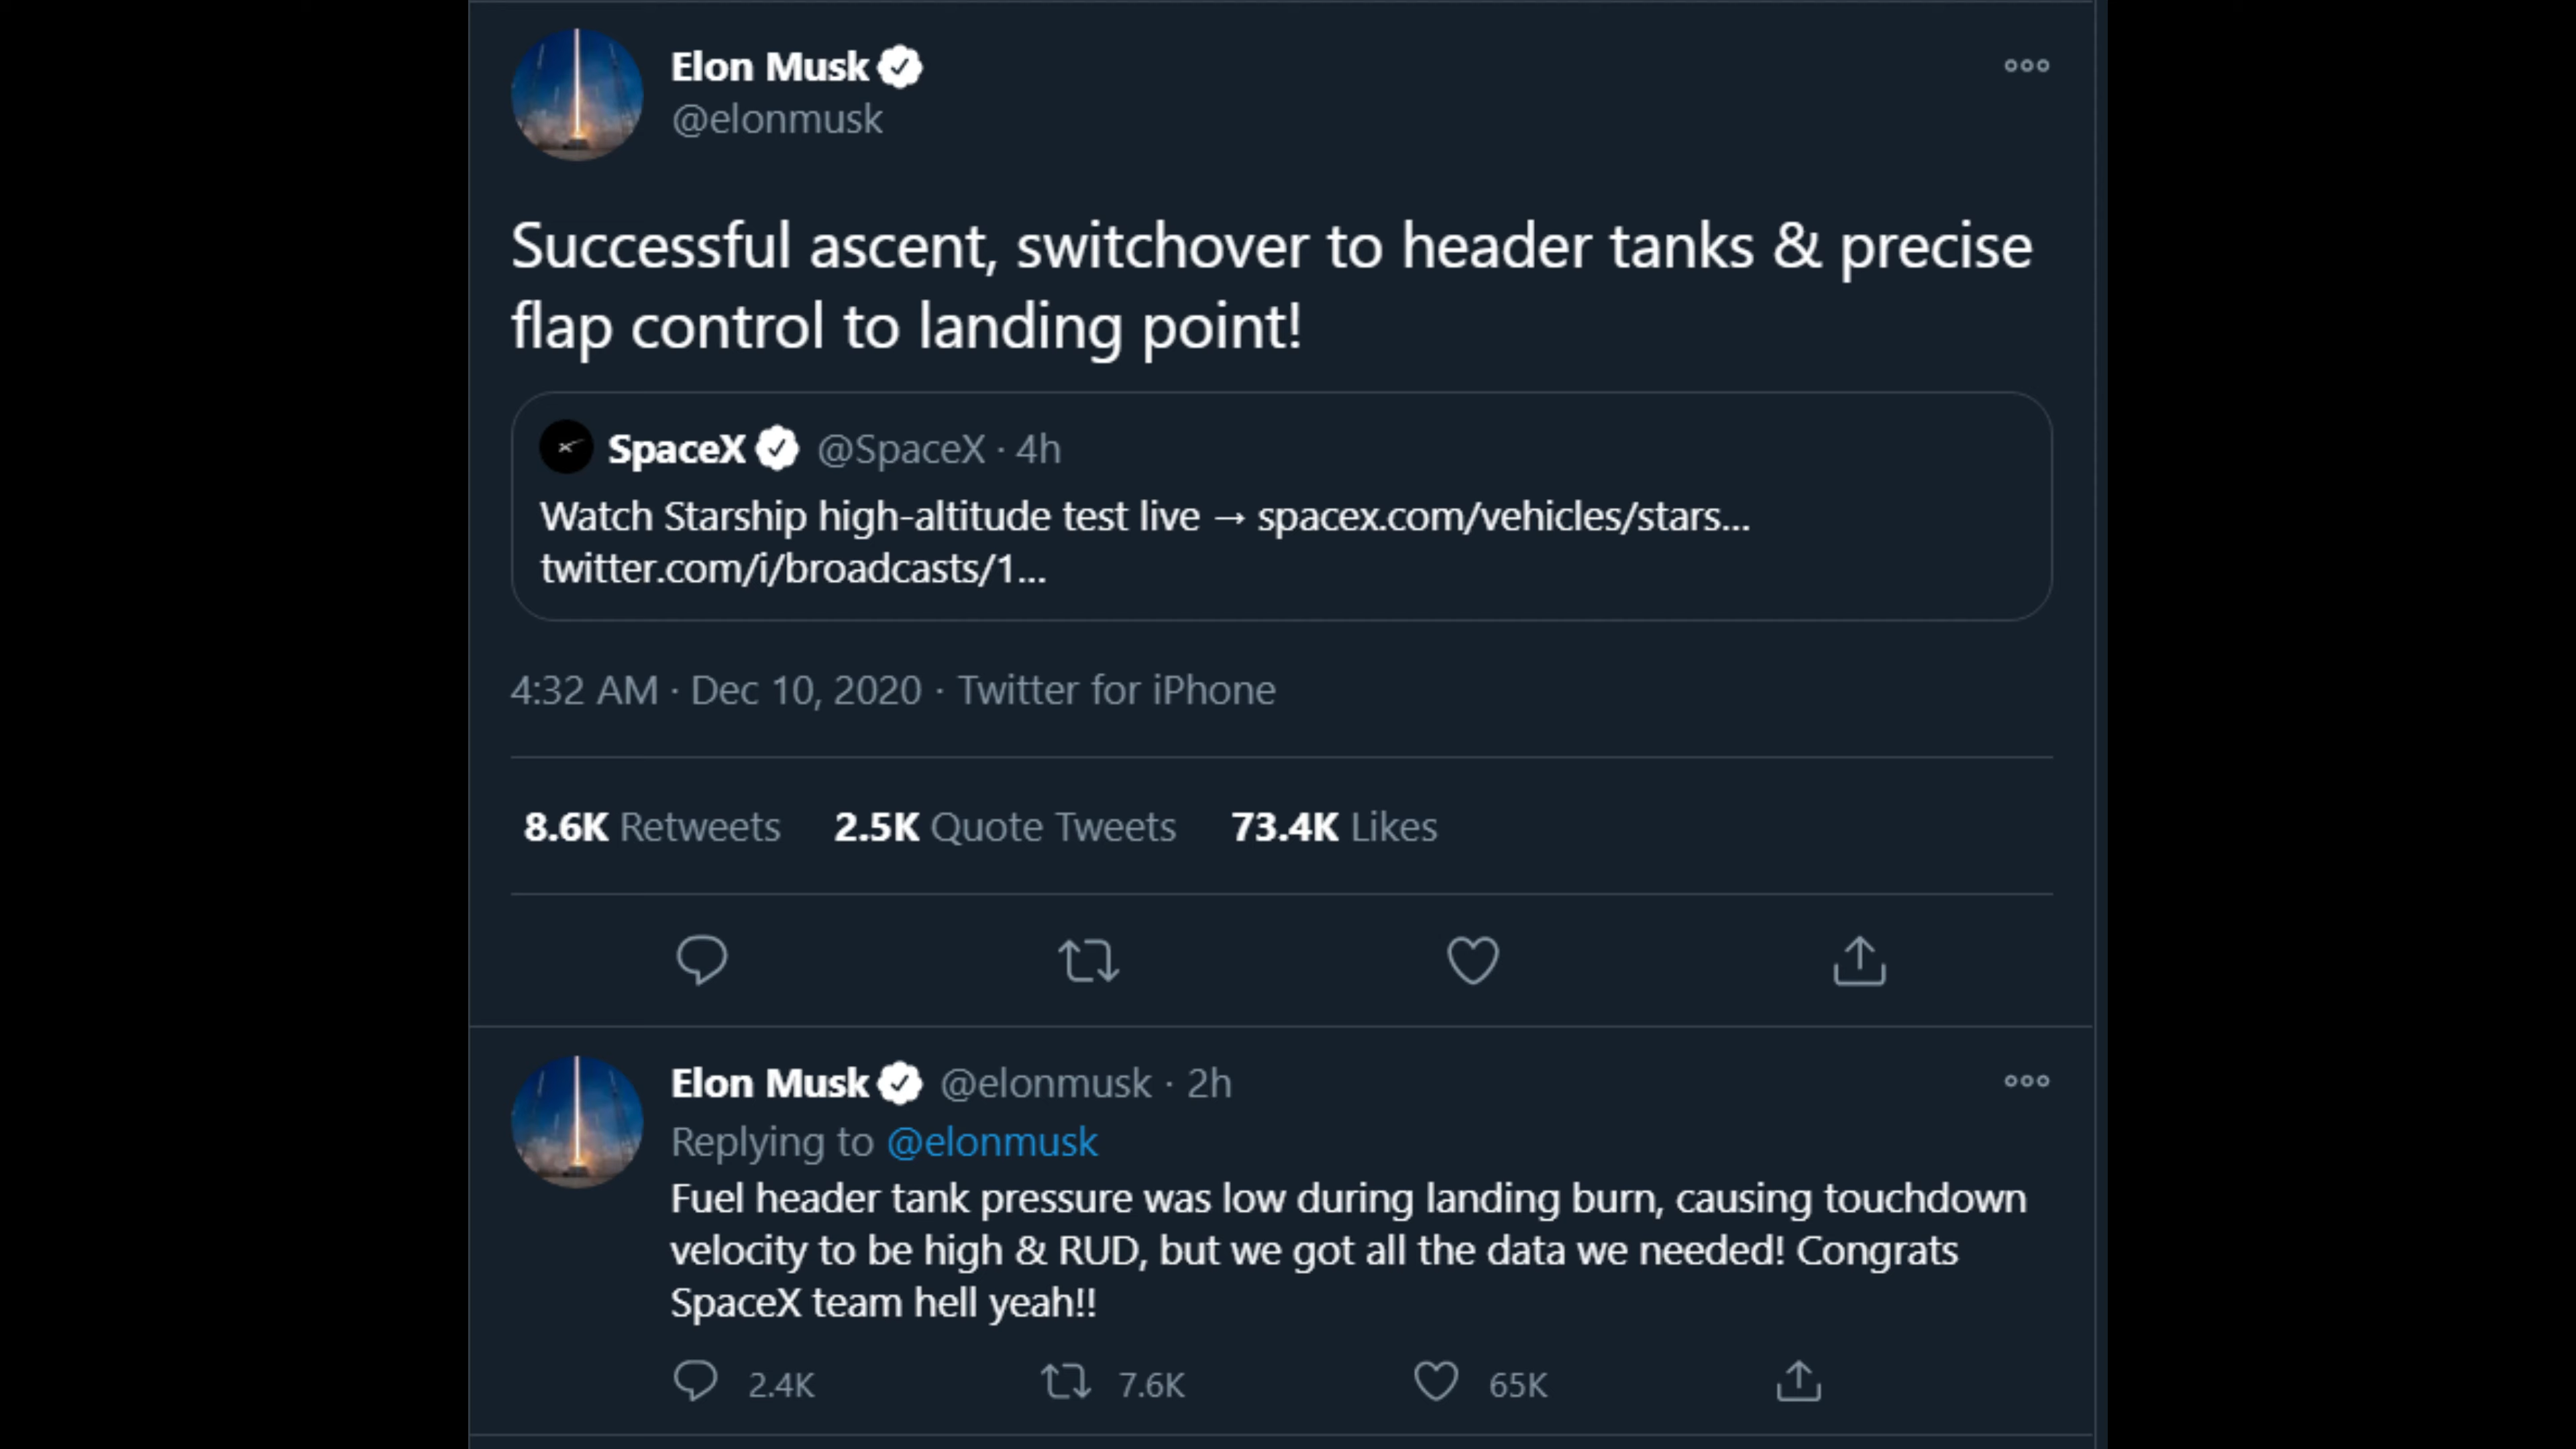 Elon Musk
@elonmusk
Successful ascent, switchover to header tanks & precise
flap control to landing point!
SpaceX @SpaceX · 4h
Watch Starship high-altitude test live → spacex.com/vehicles/stars...
twitter.com/i/broadcasts/1...
4:32 AM · Dec 10, 2020 · Twitter for iPhone
8.6K Retweets 2.5K Quote Tweets 73.4K Likes
Elon Musk @elonmusk · 2h
Replying to @elonmusk
Fuel header tank pressure was low during landing burn, causing touchdown
velocity to be high & RUD, but we got all the data we needed! Congrats
SpaceX team hell yeah!!
2.4K 7.6K 65K